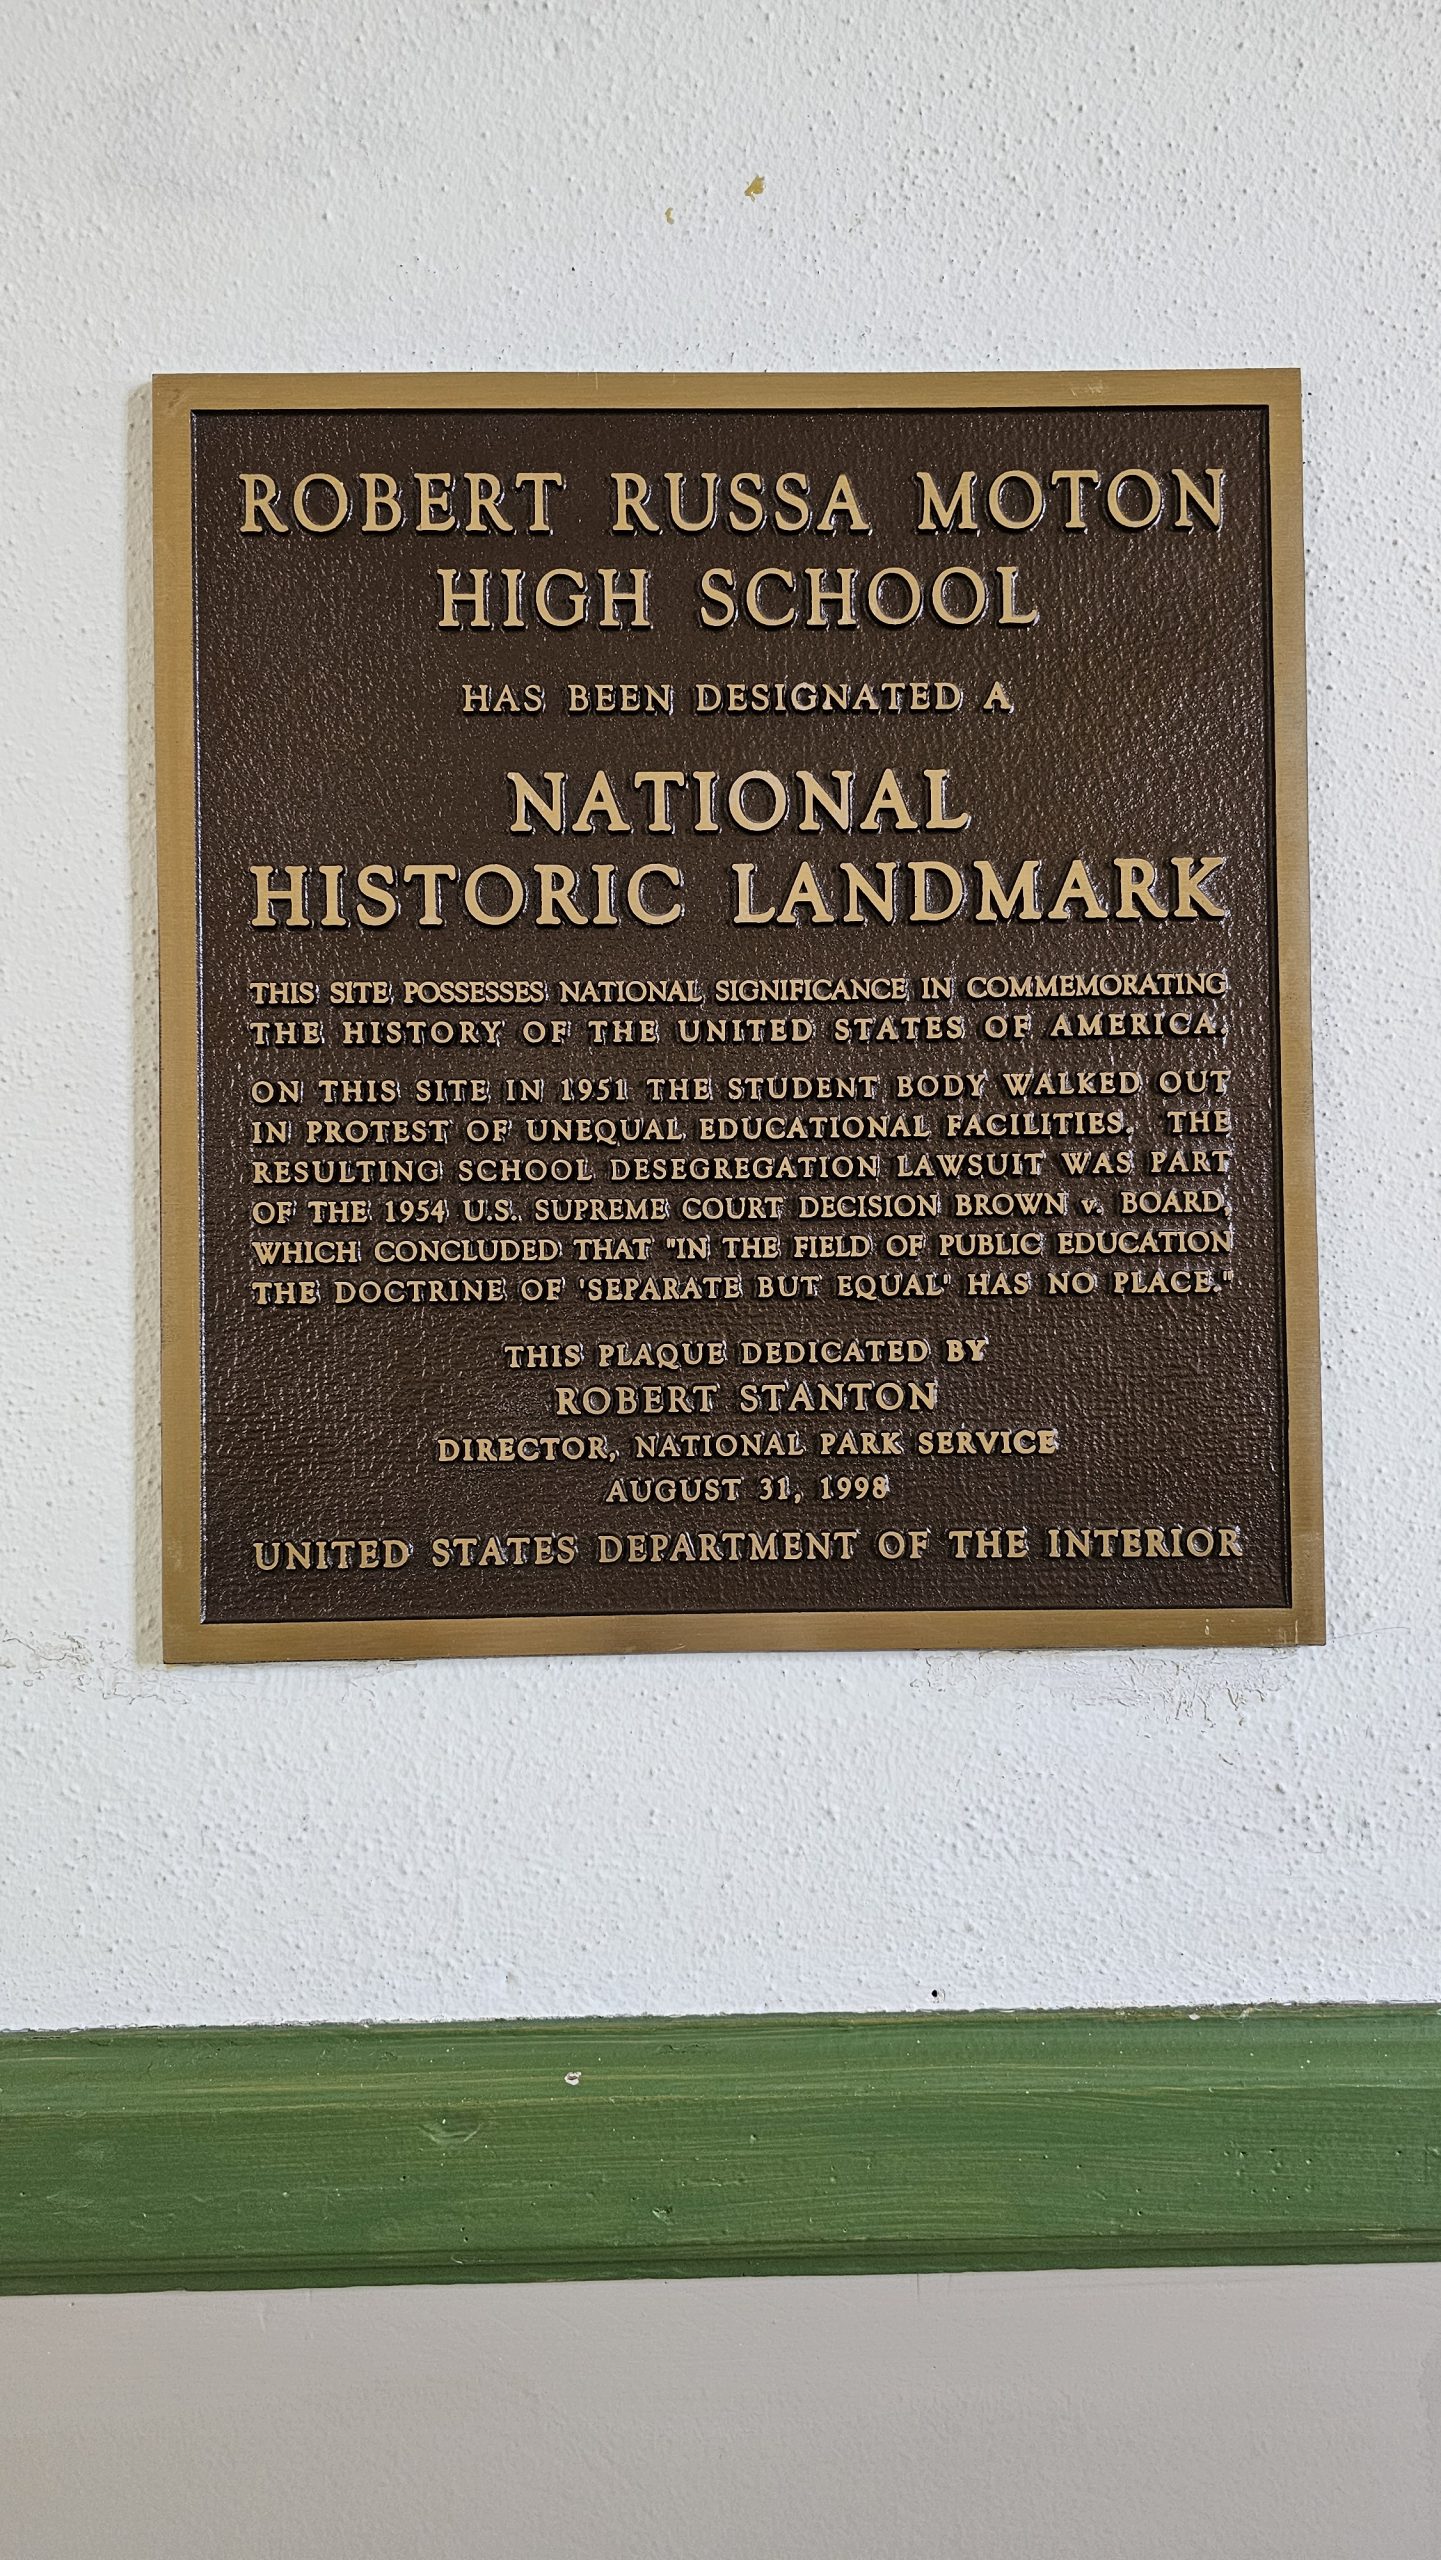 ROBERT RUSSA MOTON
HIGH SCHOOL
HAS BEEN DESIGNATED A
NATIONAL
HISTORIC LANDMARK
THIS SITE POSSESSES NATIONAL SIGNIFICANCE IN COMMEMORATING
THE HISTORY OF THE UNITED STATES OF AMERICA.
ON THIS SITE IN 1951 THE STUDENT BODY WALKED OUT
IN PROTEST OF UNEQUAL EDUCATIONAL FACILITIES. THE
RESULTING SCHOOL DESEGREGATION LAWSUIT WAS PART
OF THE 1954 U.S. SUPREME COURT DECISION BROWN v. BOARD,
WHICH CONCLUDED THAT "IN THE FIELD OF PUBLIC EDUCATION
THE DOCTRINE OF 'SEPARATE BUT EQUAL' HAS NO PLACE."
THIS PLAQUE DEDICATED BY
ROBERT STANTON
DIRECTOR, NATIONAL PARK SERVICE
AUGUST 31, 1998
UNITED STATES DEPARTMENT OF THE INTERIOR